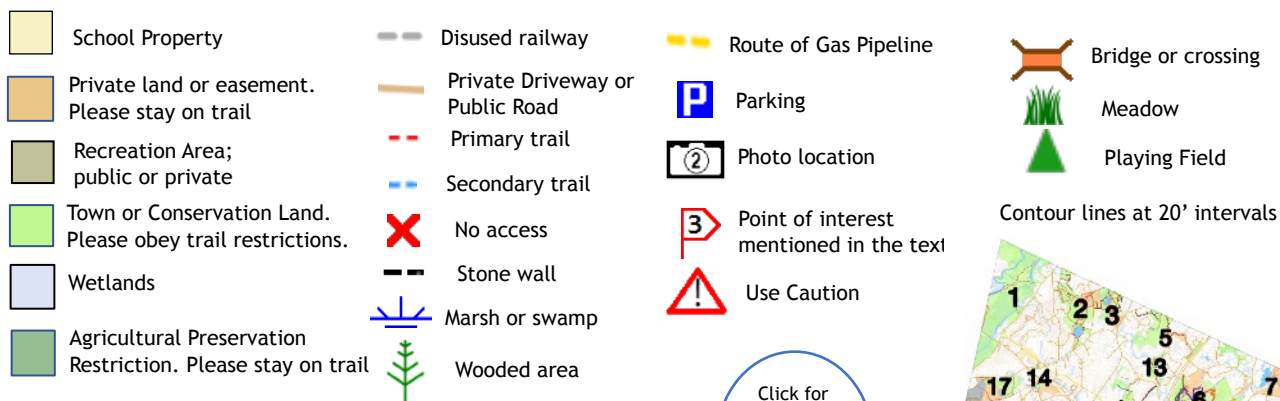 School Property
Private land or easement.
Please stay on trail
Recreation Area;
public or private
Town or Conservation Land.
Please obey trail restrictions.
Wetlands
Agricultural Preservation
Restriction. Please stay on trail
Disused railway
Private Driveway or
Public Road
Primary trail
Secondary trail
No access
Stone wall
Marsh or swamp
Wooded area
Route of Gas Pipeline
P
Parking
2
Photo location
3
Point of interest
mentioned in the text
!
Use Caution
Click for
Bridge or crossing
Meadow
Playing Field
Contour lines at 20' intervals
1
2
3
5
13
17
14
7